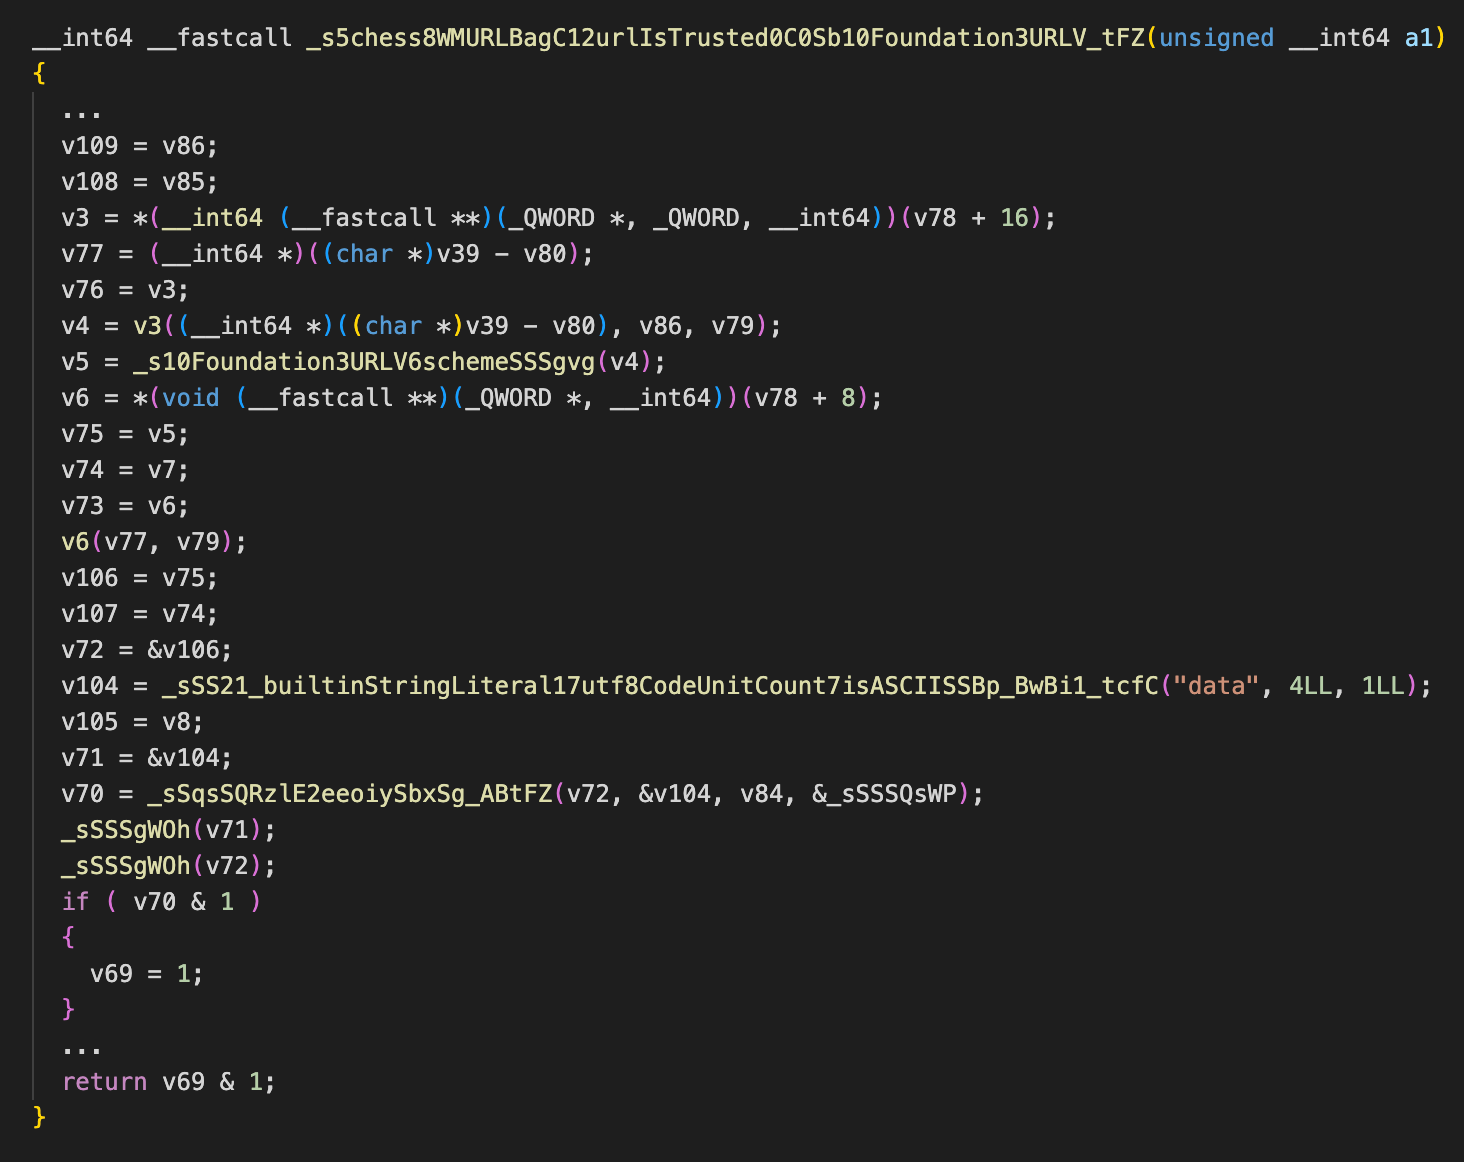 __int64 __fastcall _s5chess8WMURLBagC12urlIsTrusted0C0Sb10Foundation3URLV_tFZ(unsigned __int64 a1)
{
...
v109 = v86;
v108 = v85;
v3 = *(__int64 (__fastcall **)(_QWORD *, _QWORD, __int64))(v78 + 16);
v77 = (__int64 *)((char *)v39 - v80);
v76 = v3;
v4 = v3((__int64 *)((char *)v39 - v80), v86, v79);
v5 = _s10Foundation3URLV6schemeSSSgvg(v4);
v6 = *(void (__fastcall **)(_QWORD *, __int64))(v78 + 8);
v75 = v5;
v74 = v7;
v73 = v6;
v6(v77, v79);
v106 = v75;
v107 = v74;
v72 = &v106;
v104 = _sSS21_builtinStringLiteral17utf8CodeUnitCount7isASCIISSBp_BwBi1_tcfC("data", 4LL, 1LL);
v105 = v8;
v71 = &v104;
v70 = _sSqsSQRzlE2eeoiySbxSg_ABtFZ(v72, &v104, v84, &_sSSSQsWP);
_sSSSgWOh(v71);
_sSSSgWOh(v72);
if ( v70 & 1 )
{
v69 = 1;
}
...
return v69 & 1;
}